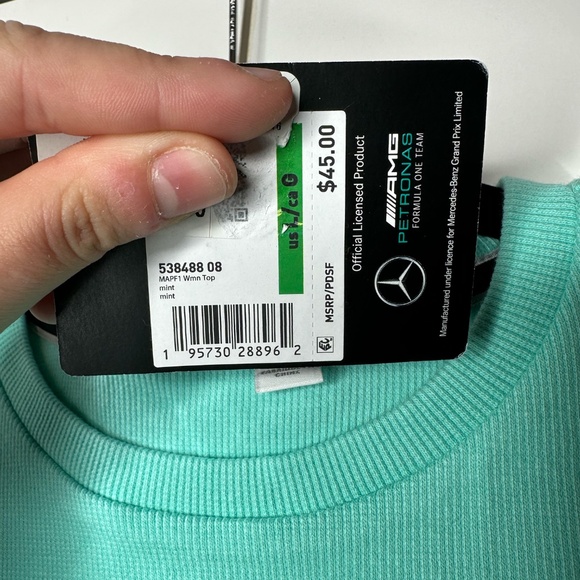 $45.00
MSRP/PDSF
538488 08
MAPF1 Wmn Top
mint
mint
1 95730 28896 2
Official Licensed Product
AMG
PETRONAS
FORMULA ONE TEAM
Manufactured under licence for Mercedes-Benz Grand Prix Limited